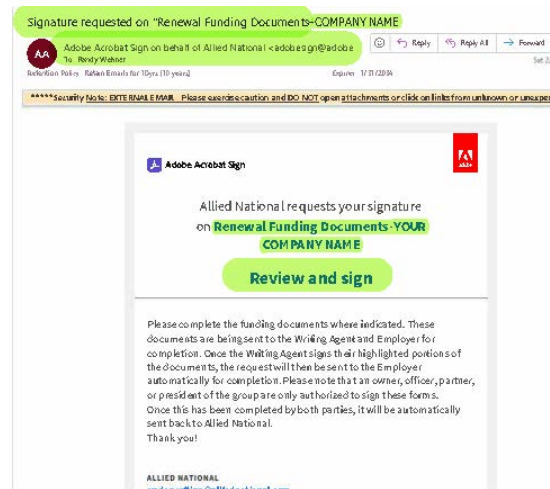 Signature requested on "Renewal Funding Documents-COMPANY NAME
AA
Adobe Acrobat Sign on behalf of Allied National <adobesign@adobe
To Randy Wehner
Reply
Reply All
Forward
Retention Policy Retain Emails for 10yrs (10 years)
Expires
*****Security Note: EXTERNAL EMAIL Please exercise caution and DO NOT open attachments or click on links from unknown or unexpe
Adobe Acrobat Sign
Adobe
Allied National requests your signature
on Renewal Funding Documents-YOUR
COMPANY NAME
Review and sign
Please complete the funding documents where indicated. These
documents are being sent to the Writing Agent and Employer for
completion. Once the Writing Agent signs their highlighted portions of
the documents, the request will then be sent to the Employer
automatically for completion. Please note that an owner, officer, partner,
or president of the group are only authorized to sign these forms.
Once this has been completed by both parties, it will be automatically
sent back to Allied National.
Thank you!
ALLIED NATIONAL